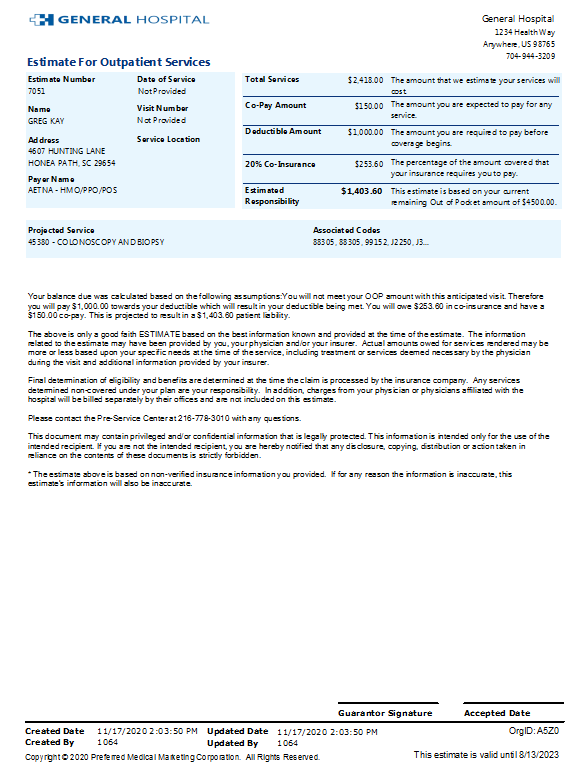 GENERAL HOSPITAL
General Hospital
1234 Health Way
Anywhere, US 98765
704-944-3209
Estimate For Outpatient Services
Estimate Number
7051
Date of Service
Not Provided
Name
GREG KAY
Visit Number
Not Provided
Address
4607 HUNTING LANE
HONEA PATH, SC 29654
Service Location
Payer Name
AETNA - HMO/PPO/POS
Total Services $2,418.00 The amount that we estimate your services will
cost.
Co-Pay Amount $150.00 The amount you are expected to pay for any
service.
Deductible Amount $1,000.00 The amount you are required to pay before
coverage begins.
20% Co-Insurance $253.60 The percentage of the amount covered that
your insurance requires you to pay.
Estimated
Responsibility
$1,403.60 This estimate is based on your current
remaining Out of Pocket amount of $4500.00.
Projected Service
45380 - COLONOSCOPY AND BIOPSY
Associated Codes
88305, 88305, 99152, J2250, J3...
Your balance due was calculated based on the following assumptions:You will not meet your OOP amount with this anticipated visit. Therefore
you will pay $1,000.00 towards your deductible which will result in your deductible being met. You will owe $253.60 in co-insurance and have a
$150.00 co-pay. This is projected to result in a $1,403.60 patient liability.
The above is only a good faith ESTIMATE based on the best information known and provided at the time of the estimate. The information
related to the estimate may have been provided by you, your physician and/or your insurer. Actual amounts owed for services rendered may be
more or less based upon your specific needs at the time of the service, including treatment or services deemed necessary by the physician
during the visit and additional information provided by your insurer.
Final determination of eligibility and benefits are determined at the time the claim is processed by the insurance company. Any services
determined non-covered under your plan are your responsibility. In addition, charges from your physician or physicians affiliated with the
hospital will be billed separately by their offices and are not included on this estimate.
Please contact the Pre-Service Center at 216-778-3010 with any questions.
This document may contain privileged and/or confidential information that is legally protected. This information is intended only for the use of the
intended recipient. If you are not the intended recipient, you are hereby notified that any disclosure, copying, distribution or action taken in
reliance on the contents of these documents is strictly forbidden.
* The estimate above is based on non-verified insurance information you provided. If for any reason the information is inaccurate, this
estimate's information will also be inaccurate.
Guarantor Signature Accepted Date
Created Date 11/17/2020 2:03:50 PM Updated Date 11/17/2020 2:03:50 PM OrgID:A5Z0
Created By 1064 Updated By 1064
Copyright © 2020 Preferred Medical Marketing Corporation. All Rights Reserved. This estimate is valid until 8/13/2023